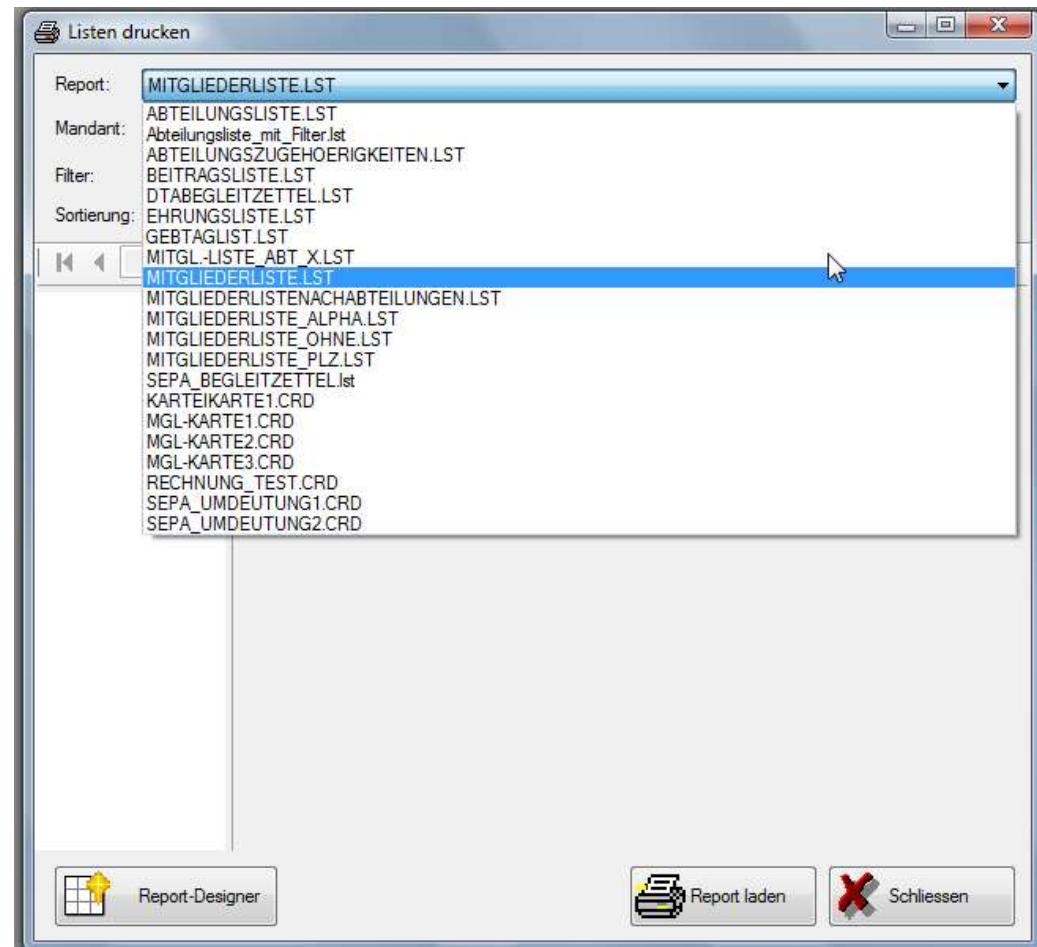 Listen drucken
Report: MITGLIEDERLISTE.LST
Mandant:
Filter:
Sortierung:
ABTEILUNGSLISTE.LST
Abteilungsliste_mit_Filter.lst
ABTEILUNGSZUGEHOERIGKEITEN.LST
BEITRAGSLISTE.LST
DTABEGLEITZETTEL.LST
EHRUNGSLISTE.LST
GEBTAGLIST.LST
MITGL.-LISTE_ABT_X.LST
MITGLIEDERLISTE.LST
MITGLIEDERLISTENACHABTEILUNGEN.LST
MITGLIEDERLISTE_ALPHA.LST
MITGLIEDERLISTE_OHNE.LST
MITGLIEDERLISTE_PLZ.LST
SEPA_BEGLEITZETTEL.lst
KARTEIKARTE1.CRD
MGL-KARTE1.CRD
MGL-KARTE2.CRD
MGL-KARTE3.CRD
RECHNUNG_TEST.CRD
SEPA_UMDEUTUNG1.CRD
SEPA_UMDEUTUNG2.CRD
Report-Designer
Report laden
Schliessen